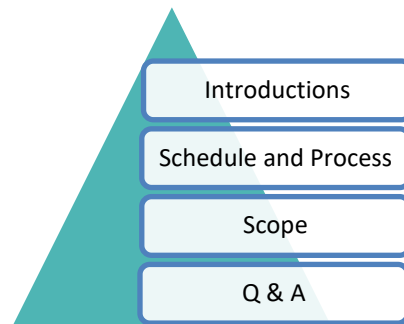 Introductions
Schedule and Process
Scope
Q & A